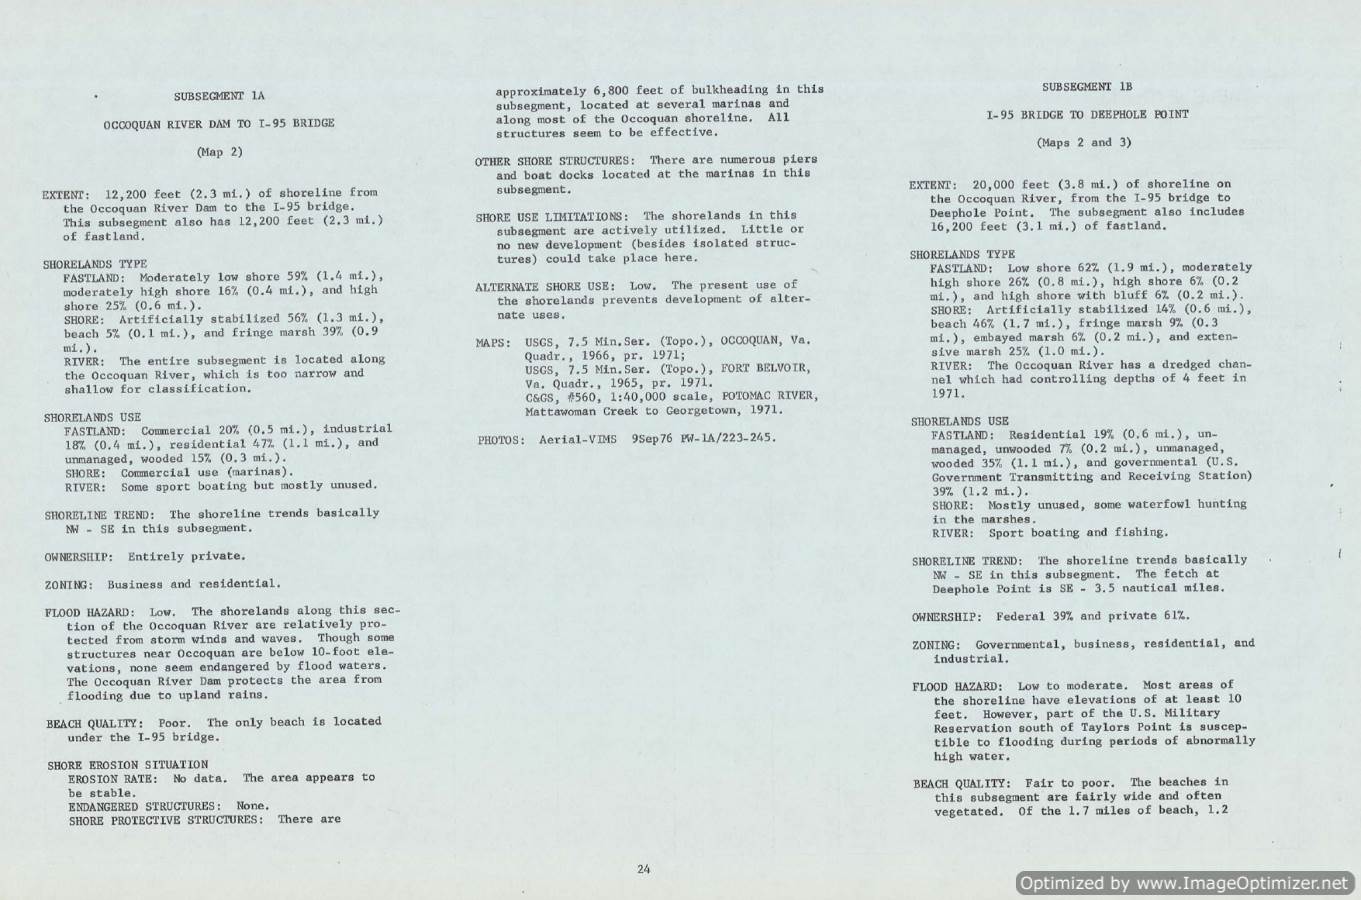 SUBSEGMENT 1A
OCCOQUAN RIVER DAM TO I-95 BRIDGE
(Map 2)
EXTENT: 12,200 feet (2.3 mi.) of shoreline from
the Occoquan River Dam to the I-95 bridge.
This subsegment also has 12,200 feet (2.3 mi.)
of fastland.
SHORELANDS TYPE
FASTLAND: Moderately low shore 59% (1.4 mi.),
moderately high shore 16% (0.4 mi.), and high
shore 25% (0.6 mi.).
SHORE: Artificially stabilized 56% (1.3 mi.),
beach 5% (0.1 mi.), and fringe marsh 39% (0.9
mi.).
RIVER: The entire subsegment is located along
the Occoquan River, which is too narrow and
shallow for classification.
SHORELANDS USE
FASTLAND: Commercial 20% (0.5 mi.), industrial
18% (0.4 mi.), residential 47% (1.1 mi.), and
unmanaged, wooded 15% (0.3 mi.).
SHORE: Commercial use (marinas).
RIVER: Some sport boating but mostly unused.
SHORELINE TREND: The shoreline trends basically
NW - SE in this subsegment.
OWNERSHIP: Entirely private.
ZONING: Business and residential.
FLOOD HAZARD: Low. The shorelands along this sec-
tion of the Occoquan River are relatively pro-
tected from storm winds and waves. Though some
structures near Occoquan are below 10-foot ele-
vations, none seem endangered by flood waters.
The Occoquan River Dam protects the area from
flooding due to upland rains.
BEACH QUALITY: Poor. The only beach is located
under the I-95 bridge.
SHORE EROSION SITUATION
EROSION RATE: No data. The area appears to
be stable.
ENDANGERED STRUCTURES: None.
SHORE PROTECTIVE STRUCTURES: There are
approximately 6,800 feet of bulkheading in this
subsegment, located at several marinas and
along most of the Occoquan shoreline. All
structures seem to be effective.
OTHER SHORE STRUCTURES: There are numerous piers
and boat docks located at the marinas in this
subsegment.
SHORE USE LIMITATIONS: The shorelands in this
subsegment are actively utilized. Little or
no new development (besides isolated struc-
tures) could take place here.
ALTERNATE SHORE USE: Low. The present use of
the shorelands prevents development of alter-
nate uses.
MAPS: USGS, 7.5 Min.Ser. (Topo.), OCCOQUAN, Va.
Quadr., 1966, pr. 1971;
USGS, 7.5 Min.Ser. (Topo.), FORT BELVOIR,
Va. Quadr., 1965, pr. 1971.
C&GS, #560, 1:40,000 scale, POTOMAC RIVER,
Mattawoman Creek to Georgetown, 1971.
PHOTOS: Aerial-VIMS 9Sep76 PW-1A/223-245.
SUBSEGMENT 1B
I-95 BRIDGE TO DEEPHOLE POINT
(Maps 2 and 3)
EXTENT: 20,000 feet (3.8 mi.) of shoreline on
the Occoquan River, from the I-95 bridge to
Deephole Point. The subsegment also includes
16,200 feet (3.1 mi.) of fastland.
SHORELANDS TYPE
FASTLAND: Low shore 62% (1.9 mi.), moderately
high shore 26% (0.8 mi.), high shore 6% (0.2
mi.), and high shore with bluff 6% (0.2 mi.).
SHORE: Artificially stabilized 14% (0.6 mi.),
beach 46% (1.7 mi.), fringe marsh 9% (0.3
mi.), embayed marsh 6% (0.2 mi.), and exten-
sive marsh 25% (1.0 mi.).
RIVER: The Occoquan River has a dredged chan-
nel which had controlling depths of 4 feet in
1971.
SHORELANDS USE
FASTLAND: Residential 19% (0.6 mi.), un-
managed, unwooded 7% (0.2 mi.), unmanaged,
wooded 35% (1.1 mi.), and governmental (U.S.
Government Transmitting and Receiving Station)
39% (1.2 mi.).
SHORE: Mostly unused, some waterfowl hunting
in the marshes.
RIVER: Sport boating and fishing.
SHORELINE TREND: The shoreline trends basically
NW - SE in this subsegment. The fetch at
Deephole Point is SE - 3.5 nautical miles.
OWNERSHIP: Federal 39% and private 61%.
ZONING: Governmental, business, residential, and
industrial.
FLOOD HAZARD: Low to moderate. Most areas of
the shoreline have elevations of at least 10
feet. However, part of the U.S. Military
Reservation south of Taylors Point is suscep-
tible to flooding during periods of abnormally
high water.
BEACH QUALITY: Fair to poor. The beaches in
this subsegment are fairly wide and often
vegetated. Of the 1.7 miles of beach, 1.2
24
Optimized by www.ImageOptimizer.net